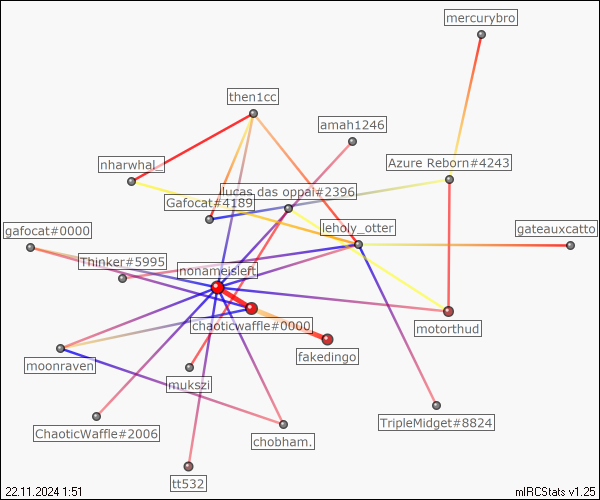 mercurybro
then1cc
amah1246
nharwhal_
Azure Reborn#4243
lucas.das oppai#2396
Gafocat#4189
gafocat#0000
leholy_otter
gateauxcatto
Thinker#5995
nonameisleft
chaoticwaffle#0000
motorthud
fakedingo
moonraven
mukszi
ChaoticWaffle#2006
TripleMidget#8824
chobham.
tt532
22.11.2024 1:51
mIRCStats v1.25